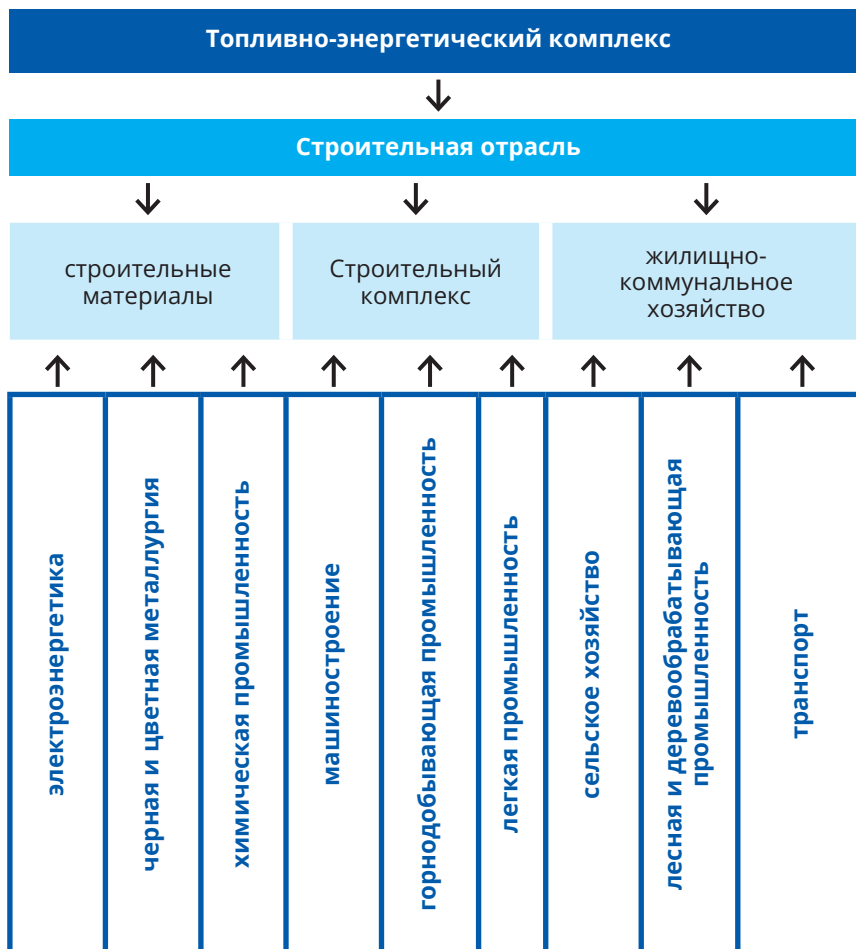 Топливно-энергетический комплекс
Строительная отрасль
строительные
материалы
Строительный
комплекс
жилищно-
коммунальное
хозяйство
электроэнергетика
черная и цветная металлургия
химическая промышленность
машиностроение
горнодобывающая промышленность
легкая промышленность
сельское хозяйство
лесная и деревообрабатывающая
промышленность
транспорт